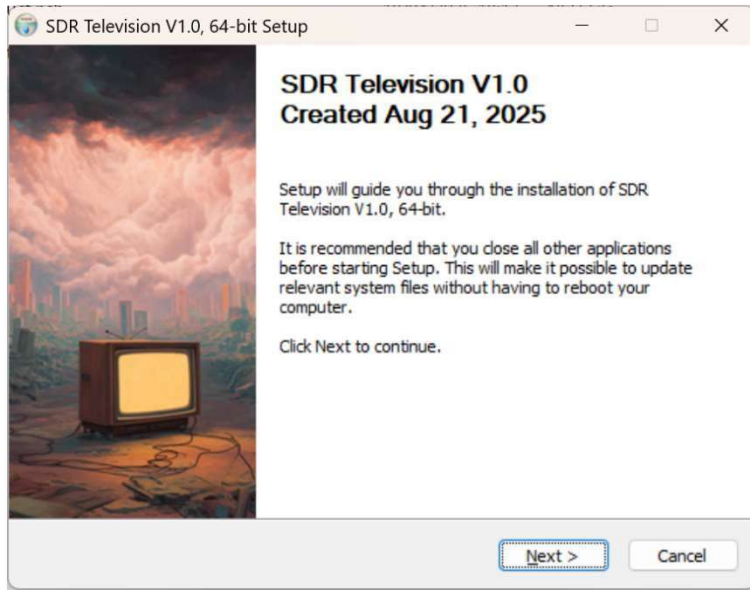 SDR Television V1.0, 64-bit Setup
SDR Television V1.0
Created Aug 21, 2025
Setup will guide you through the installation of SDR
Television V1.0, 64-bit.
It is recommended that you close all other applications
before starting Setup. This will make it possible to update
relevant system files without having to reboot your
computer.
Click Next to continue.
Next >
Cancel